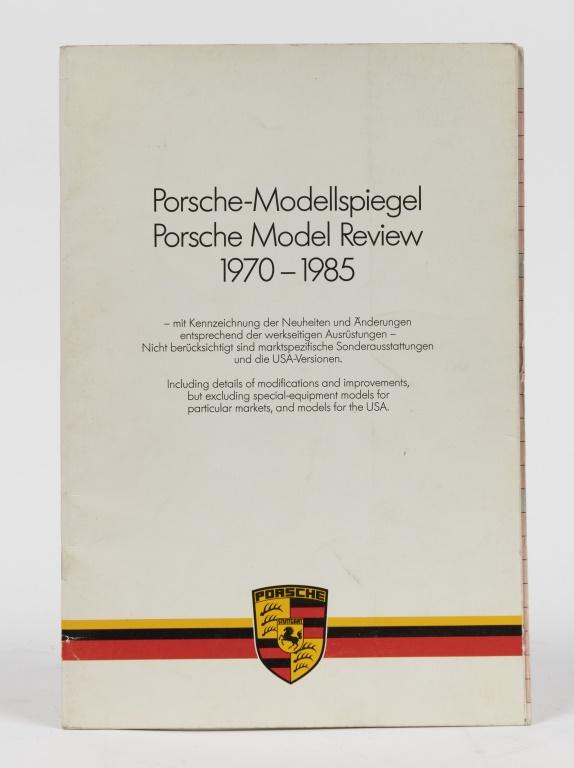 Porsche-Modellspiegel
Porsche Model Review
1970 – 1985
– mit Kennzeichnung der Neuheiten und Änderungen
entsprechend der werkseitigen Ausrüstungen –
Nicht berücksichtigt sind marktspezifische Sonderausstattungen
und die USA-Versionen.
Including details of modifications and improvements,
but excluding special-equipment models for
particular markets, and models for the USA.
PORSCHE
STUTTGART